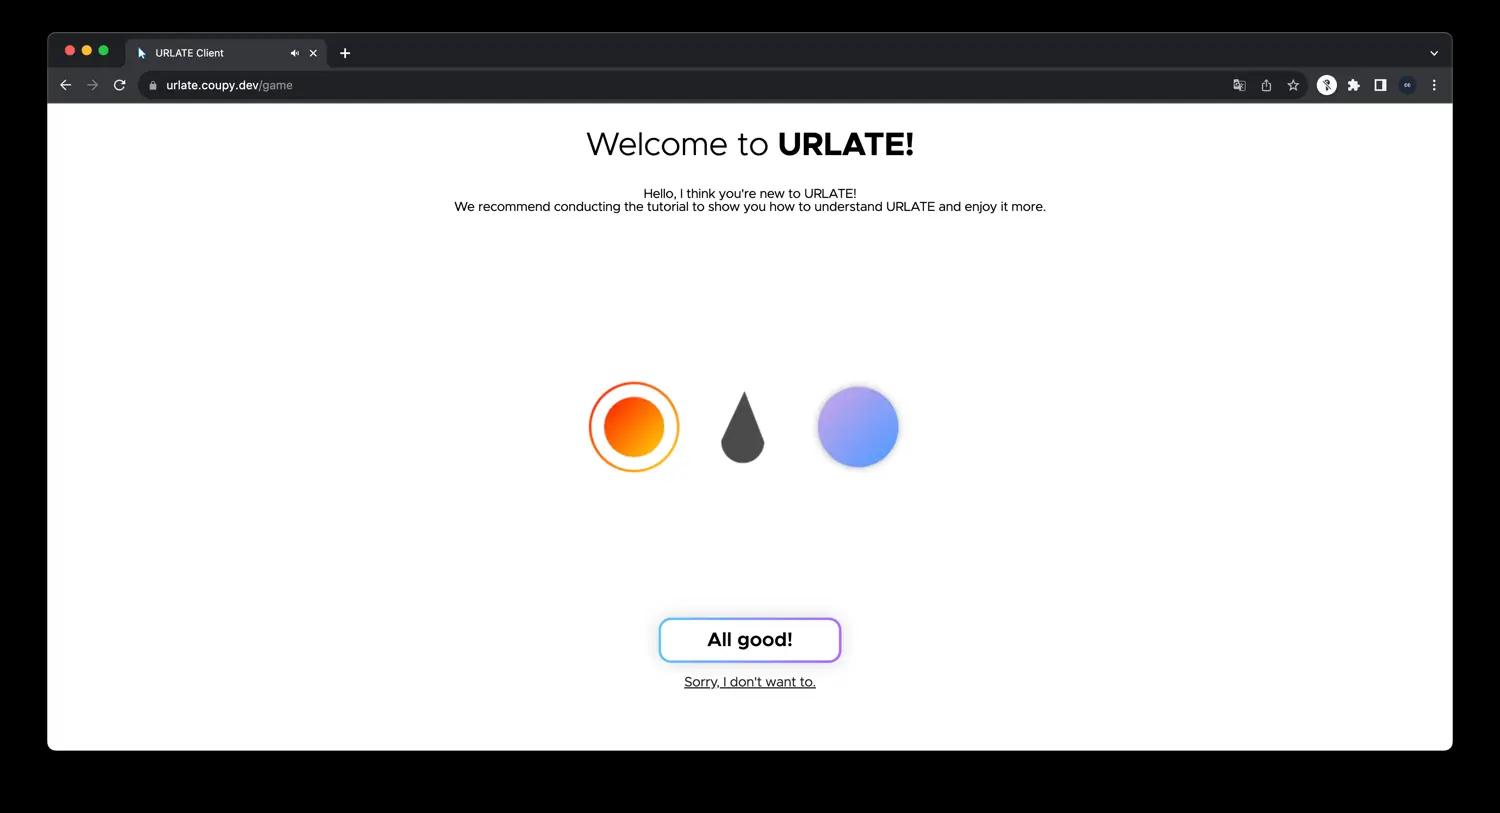 URLATE Client
urlate.coupy.dev/game
Welcome to URLATE!
Hello, I think you're new to URLATE!
We recommend conducting the tutorial to show you how to understand URLATE and enjoy it more.
All good!
Sorry, I don't want to.